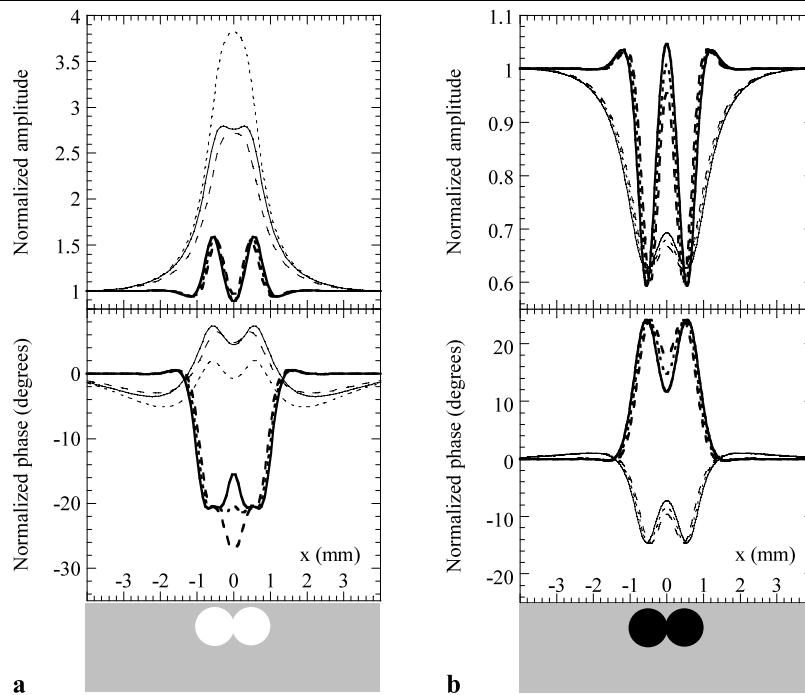 Normalized amplitude
4
3.5
3
2.5
2
1.5
1
Normalized phase (degrees)
0
-10
-20
-30
x (mm)
-3 -2 -1 0 1 2 3
a
Normalized amplitude
1.1
1
0.9
0.8
0.7
0.6
Normalized phase (degrees)
20
10
0
-10
-20
x (mm)
-3 -2 -1 0 1 2 3
b